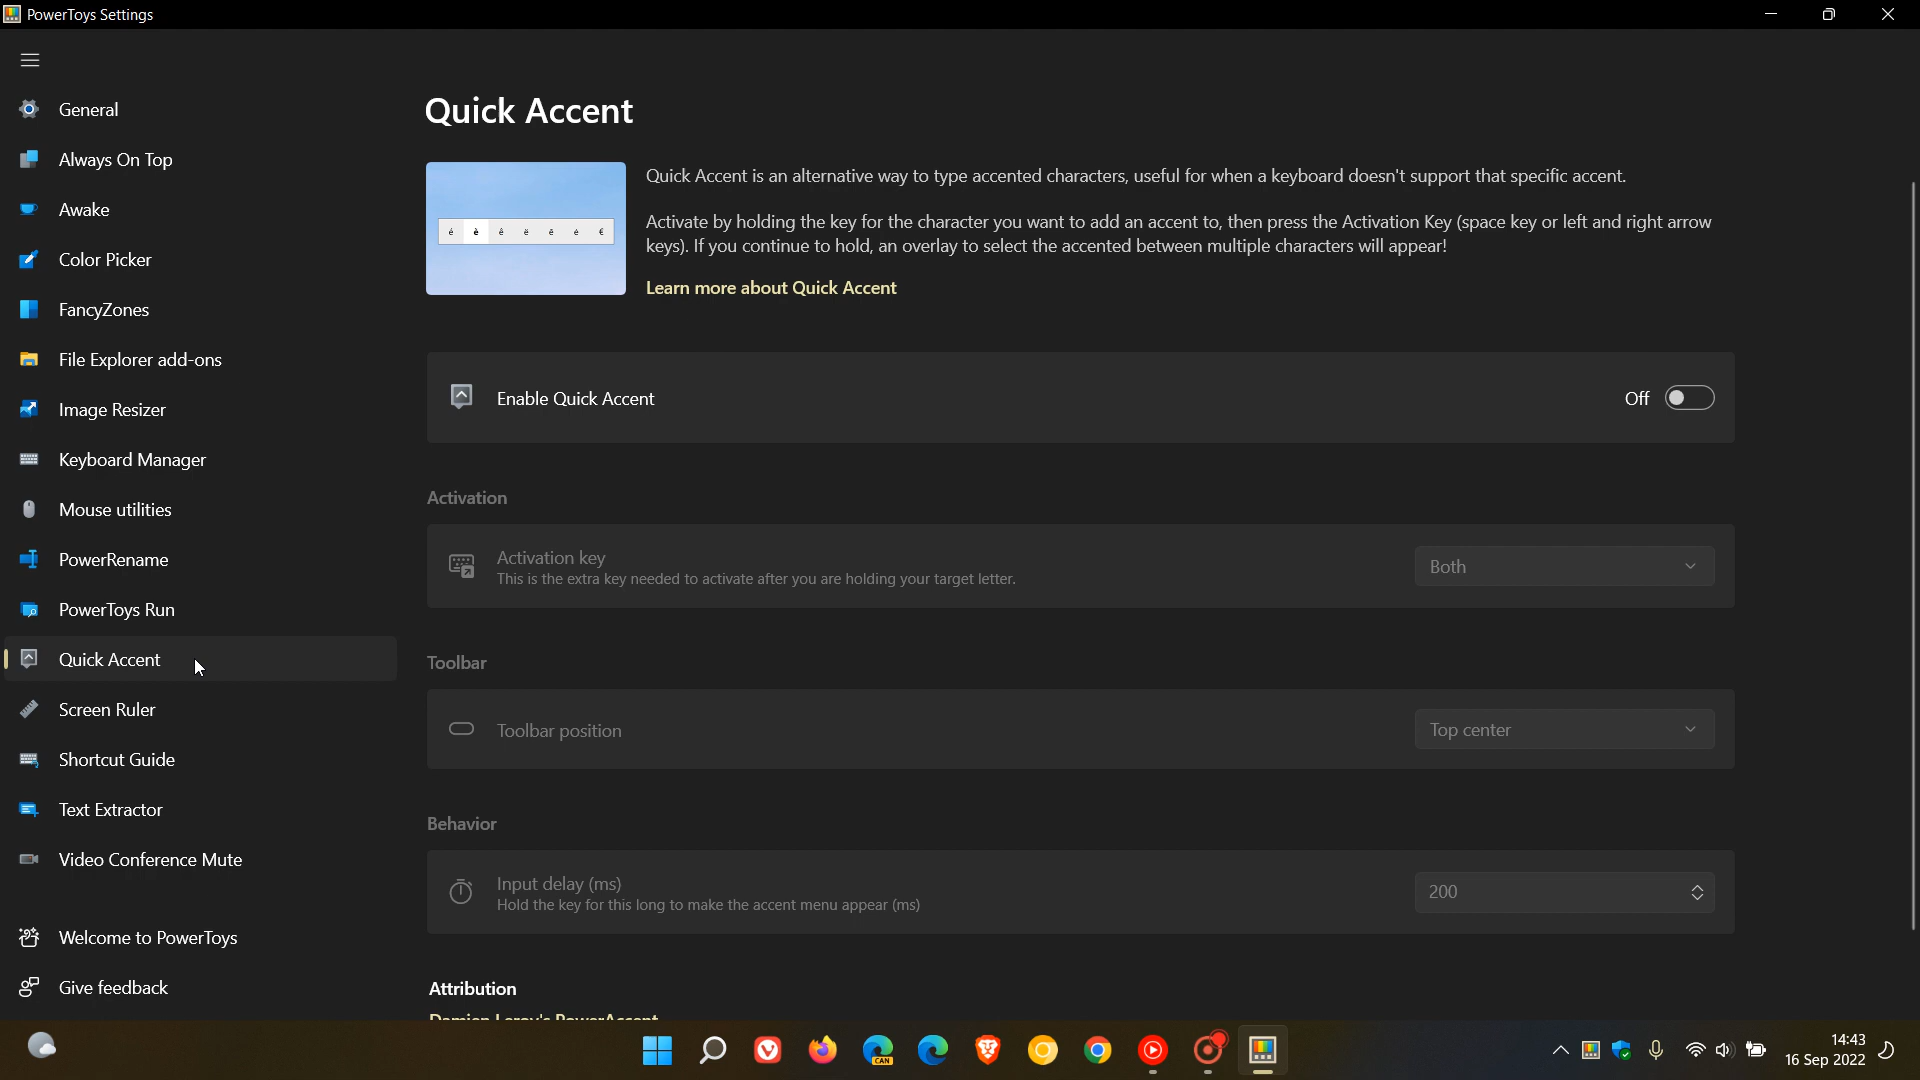 PowerToys Settings
General
Always On Top
Awake
Color Picker
FancyZones
File Explorer add-ons
Image Resizer
Keyboard Manager
Mouse utilities
PowerRename
PowerToys Run
Quick Accent
Screen Ruler
Shortcut Guide
Text Extractor
Video Conference Mute
Welcome to PowerToys
Give feedback
Quick Accent
é è ê ë ē ė €
Quick Accent is an alternative way to type accented characters, useful for when a keyboard doesn't support that specific accent.
Activate by holding the key for the character you want to add an accent to, then press the Activation Key (space key or left and right arrow
keys). If you continue to hold, an overlay to select the accented between multiple characters will appear!
Learn more about Quick Accent
Enable Quick Accent
Off
Activation
Activation key
This is the extra key needed to activate after you are holding your target letter.
Both
Toolbar
Toolbar position
Top center
Behavior
Input delay (ms)
Hold the key for this long to make the accent menu appear (ms)
200
Attribution
Damien Leroy's PowerAccent
CAN
14:43
16 Sep 2022